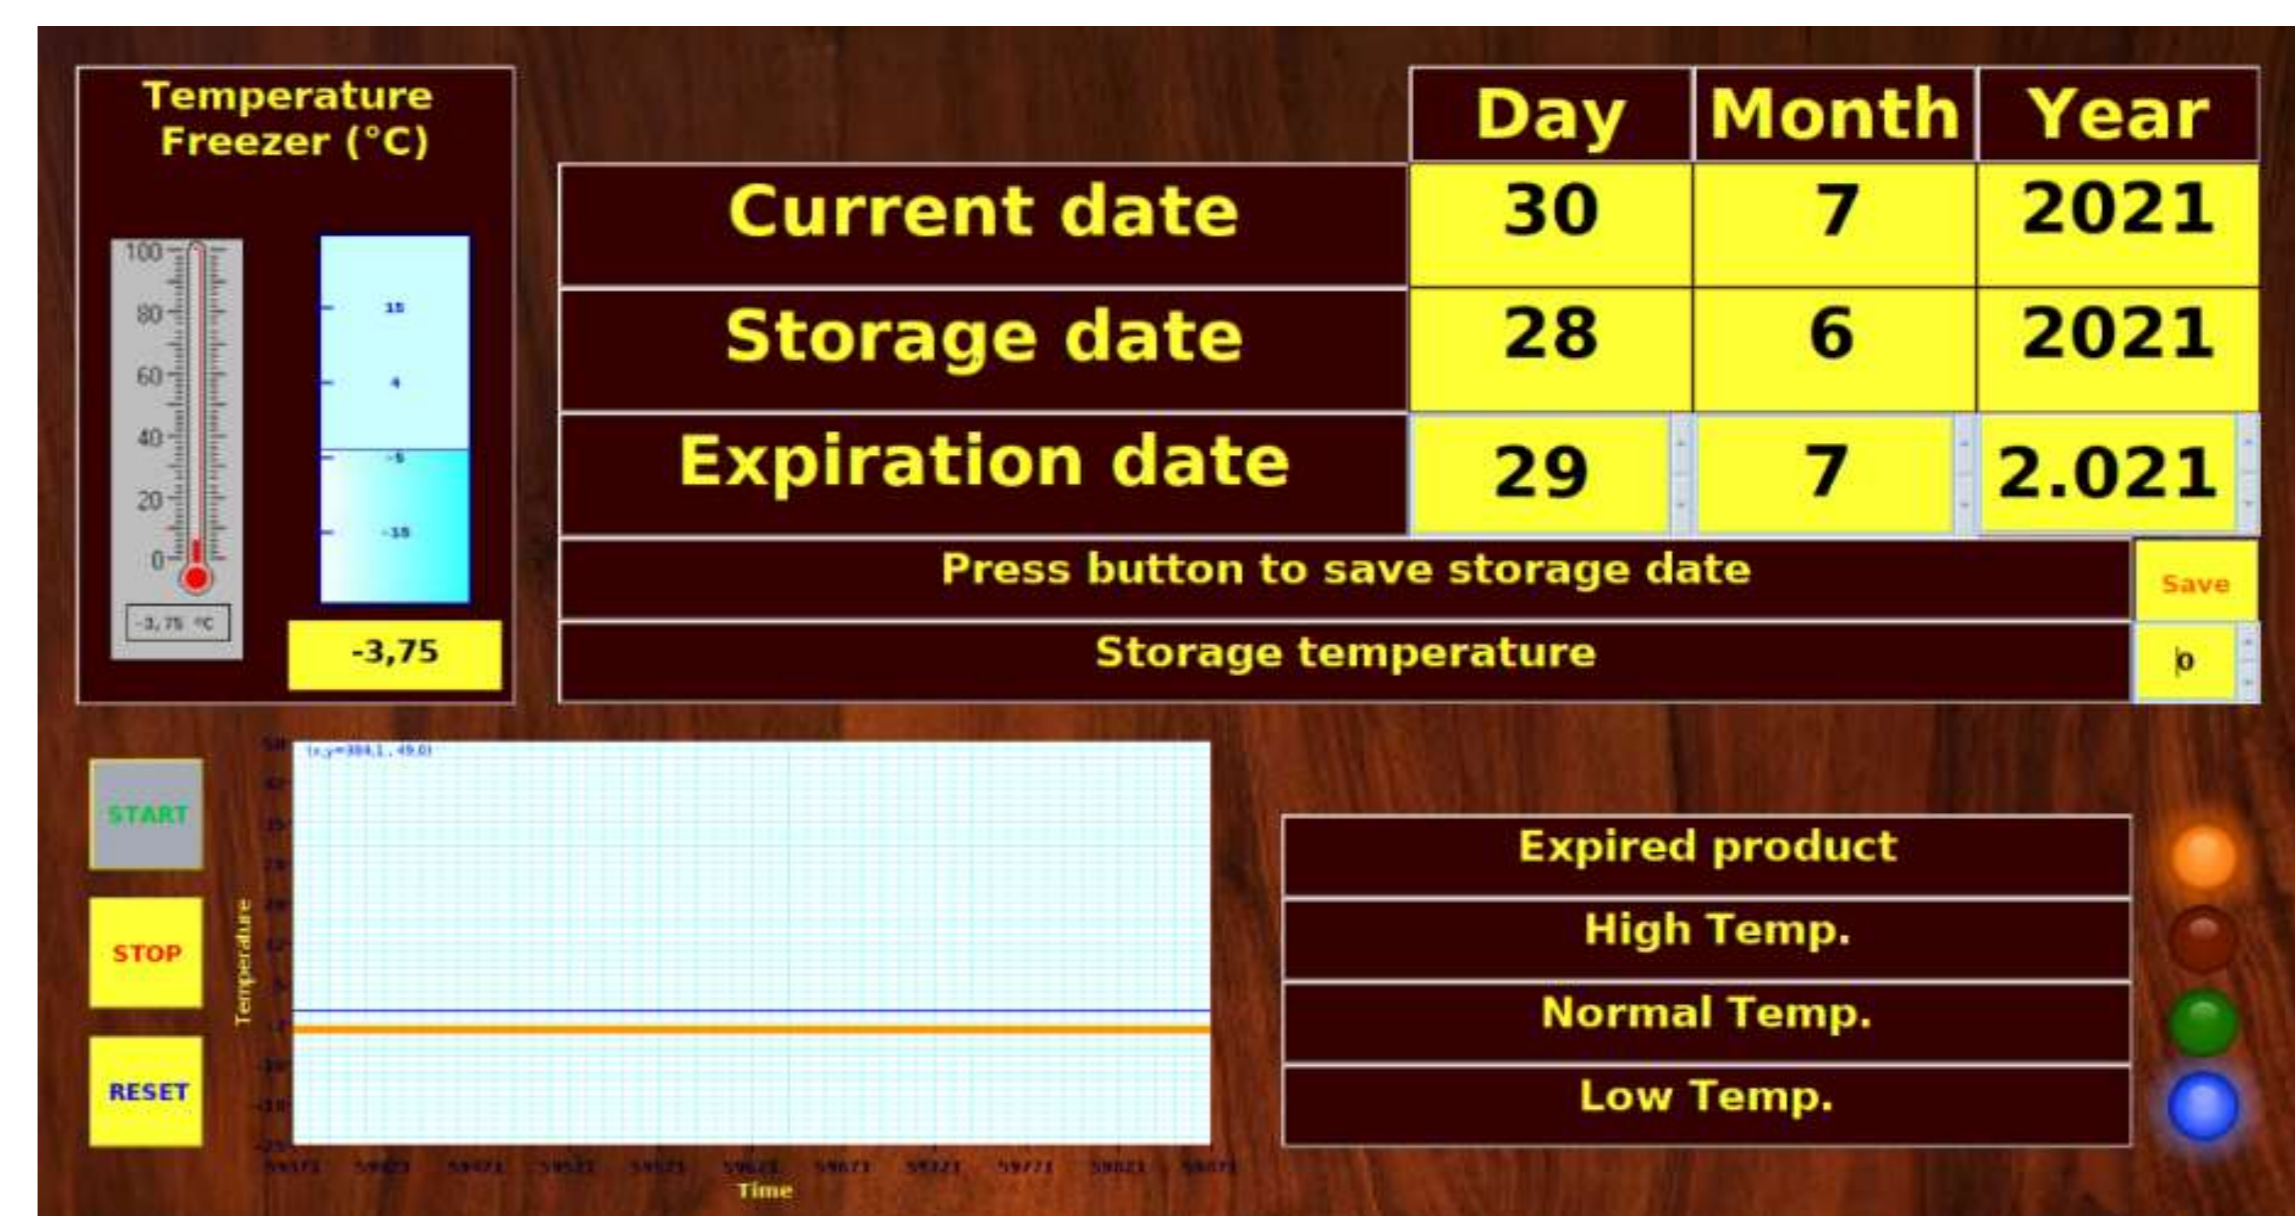 Temperature
Freezer (°C)
100
80
60
40
20
0
-3,75 ºC
15
4
-5
-15
-3,75
Day Month Year
Current date 30 7 2021
Storage date 28 6 2021
Expiration date 29 7 2.021
Press button to save storage date Save
Storage temperature 0
START
STOP
RESET
Temperature
Time
Expired product
High Temp.
Normal Temp.
Low Temp.